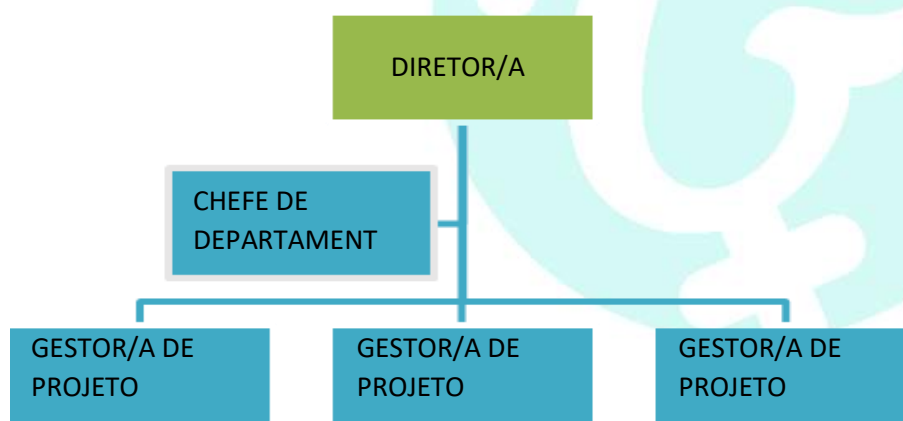 DIRETOR/A
CHEFE DE
DEPARTAMENT
GESTOR/A DE
PROJETO
GESTOR/A DE
PROJETO
GESTOR/A DE
PROJETO